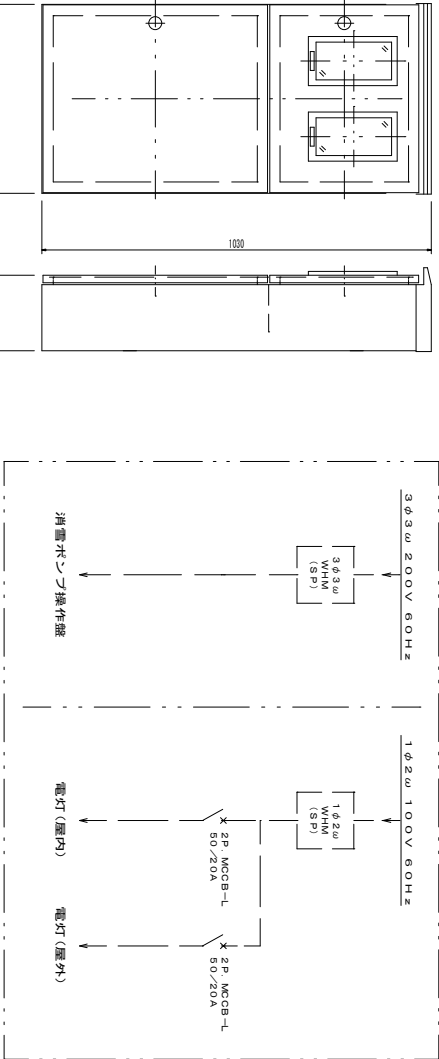 1030
3φ3ω 200V 60Hz
3φ3ω
WHM
(SP)
消雪ポンプ操作盤
1φ2ω 100V 60Hz
1φ2ω
WHM
(SP)
2P. MCCB-L
50/20A
2P. MCCB-L
50/20A
電灯(屋内)
電灯(屋外)